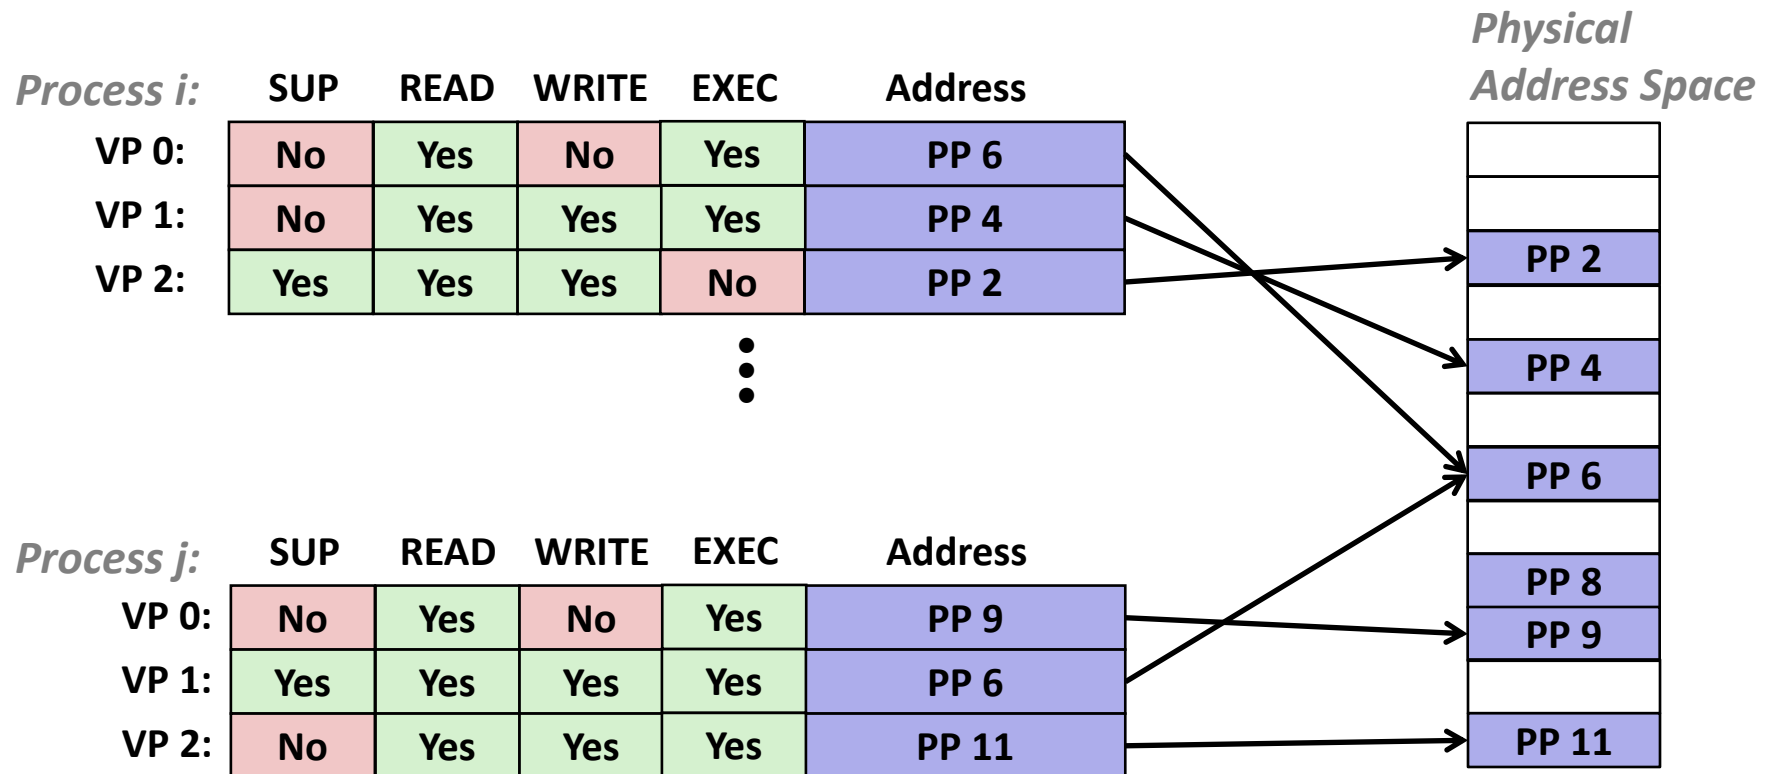 Physical
Address Space
Process i: SUP READ WRITE EXEC Address
VP 0: No Yes No Yes PP 6
VP 1: No Yes Yes Yes PP 4
VP 2: Yes Yes Yes No PP 2
PP 2
PP 4
PP 6
PP 8
PP 9
PP 11
Process j: SUP READ WRITE EXEC Address
VP 0: No Yes No Yes PP 9
VP 1: Yes Yes Yes Yes PP 6
VP 2: No Yes Yes Yes PP 11